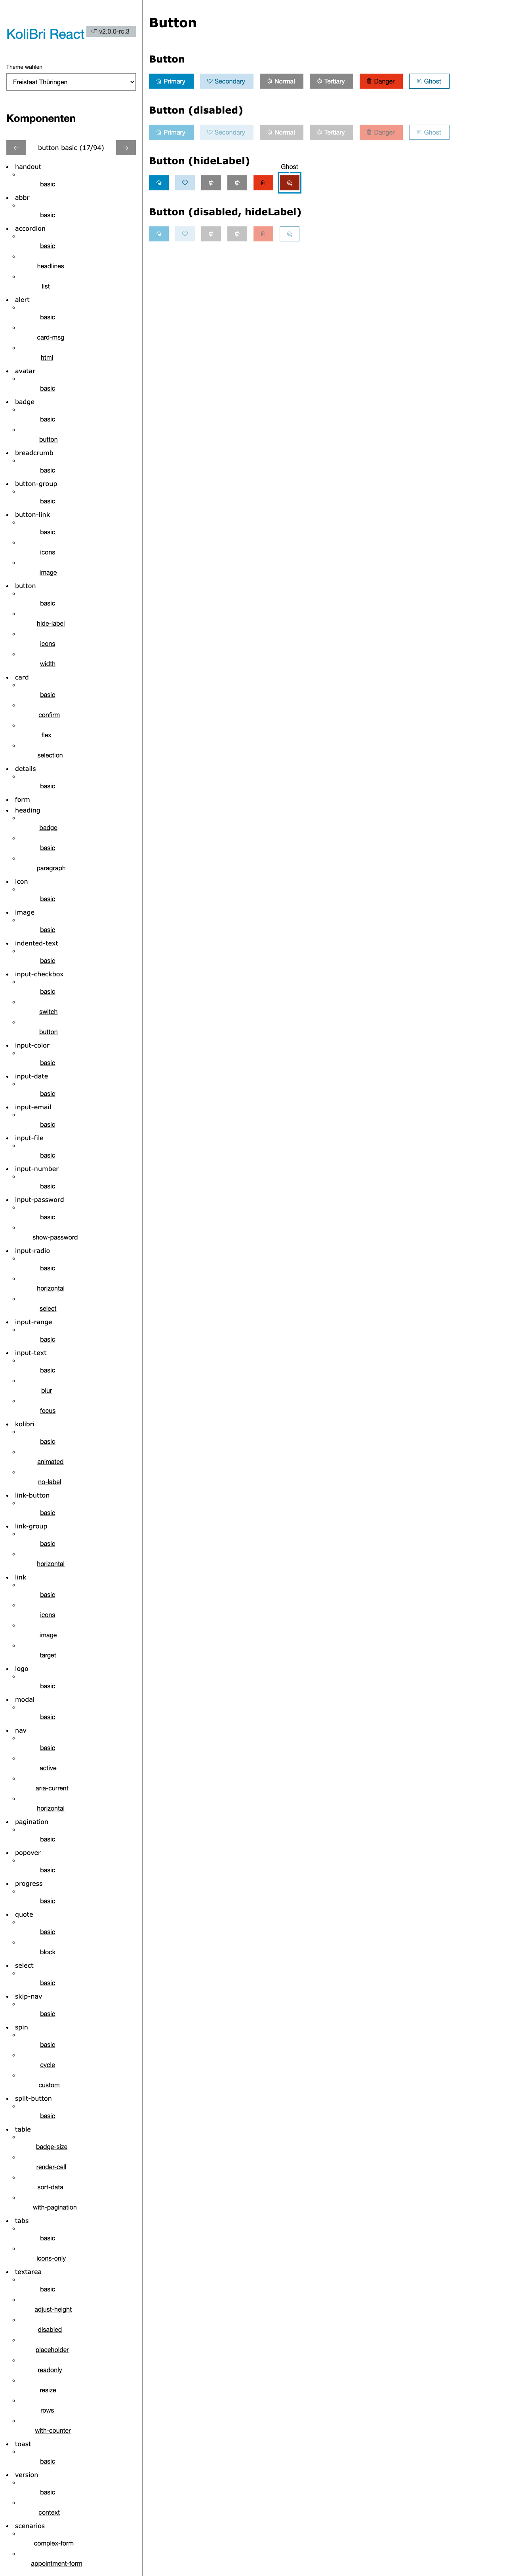 KoliBri React
v2.0.0-rc.3
Theme wählen
Freistaat Thüringen
Komponenten
button basic (17/94)
handout
basic
abbr
basic
accordion
basic
headlines
list
alert
basic
card-msg
html
avatar
basic
badge
basic
button
breadcrumb
basic
button-group
basic
button-link
basic
icons
image
button
basic
hide-label
icons
width
card
basic
confirm
flex
selection
details
basic
form
heading
badge
basic
paragraph
icon
basic
image
basic
indented-text
basic
input-checkbox
basic
switch
button
input-color
basic
input-date
basic
input-email
basic
input-file
basic
input-number
basic
input-password
basic
show-password
input-radio
basic
horizontal
select
input-range
basic
input-text
basic
blur
focus
kolibri
basic
animated
no-label
link-button
basic
link-group
basic
horizontal
link
basic
icons
image
target
logo
basic
modal
basic
nav
basic
active
aria-current
horizontal
pagination
basic
popover
basic
progress
basic
quote
basic
block
select
basic
skip-nav
basic
spin
basic
cycle
custom
split-button
basic
table
badge-size
render-cell
sort-data
with-pagination
tabs
basic
icons-only
textarea
basic
adjust-height
disabled
placeholder
readonly
resize
rows
with-counter
toast
basic
version
basic
context
scenarios
complex-form
appointment-form
Button
Button
Primary Secondary Normal Tertiary Danger Ghost
Button (disabled)
Primary Secondary Normal Tertiary Danger Ghost
Button (hideLabel)
Ghost
Button (disabled, hideLabel)